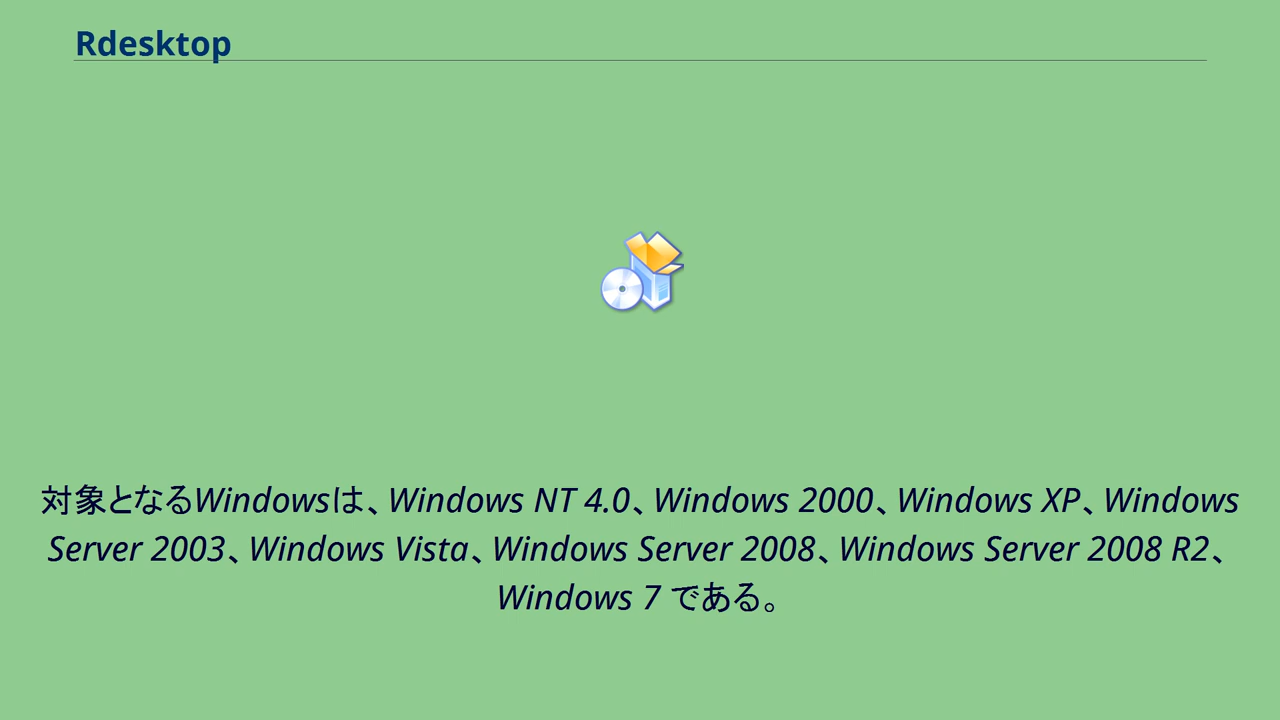 Rdesktop
対象となるWindowsは、Windows NT 4.0、Windows 2000、Windows XP、Windows
Server 2003、Windows Vista、Windows Server 2008、Windows Server 2008 R2、
Windows 7 である。